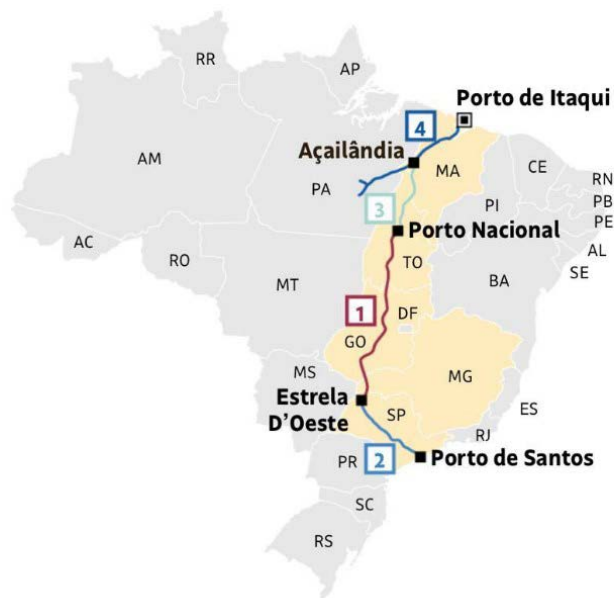 RR
AP
Porto de Itaqui
4
Açailândia
AM
PA
MA
CE
RN
PB
PE
PI
3
Porto Nacional
AC
RO
TO
AL
SE
MT
BA
1
DF
GO
MS
MG
Estrela
D’Oeste
SP
ES
RJ
PR
2
Porto de Santos
SC
RS